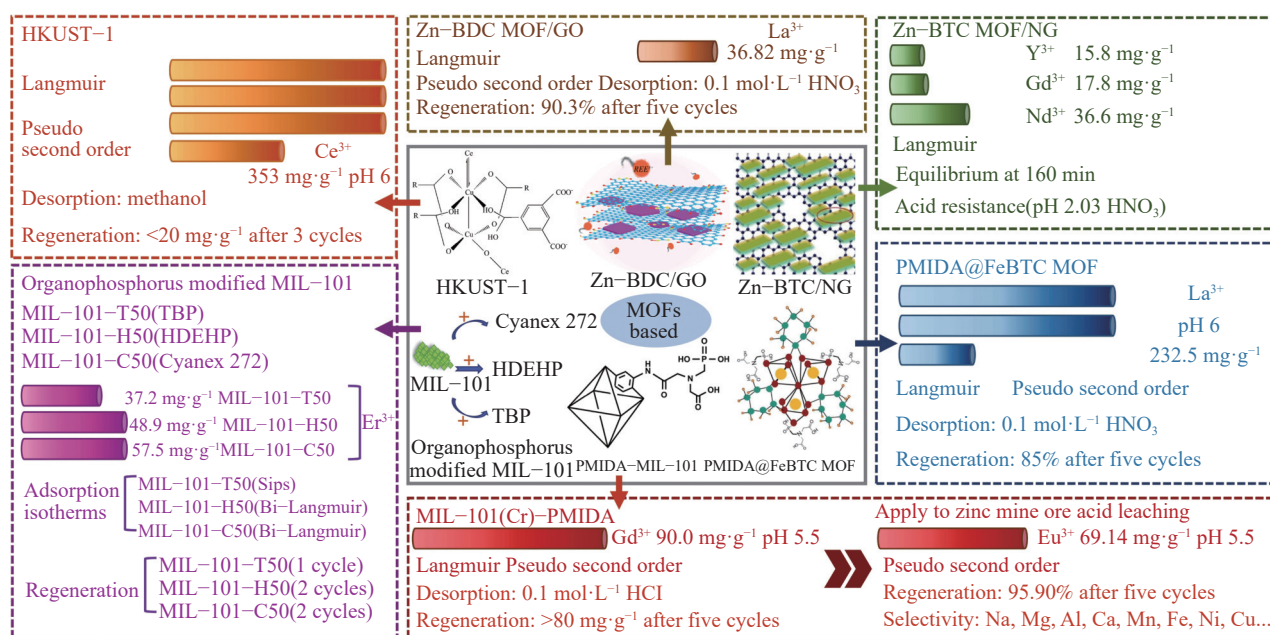 HKUST−1
Langmuir
Pseudo
second order
Ce³⁺
353 mg·g⁻¹ pH 6
Desorption: methanol
Regeneration: <20 mg·g⁻¹ after 3 cycles
Zn−BDC MOF/GO
La³⁺
36.82 mg·g⁻¹
Langmuir
Pseudo second order Desorption: 0.1 mol·L⁻¹ HNO₃
Regeneration: 90.3% after five cycles
Zn−BTC MOF/NG
Y³⁺ 15.8 mg·g⁻¹
Gd³⁺ 17.8 mg·g⁻¹
Nd³⁺ 36.6 mg·g⁻¹
Langmuir
Equilibrium at 160 min
Acid resistance(pH 2.03 HNO₃)
Ce
R
O
O
O
R
Cu
OH
HO
COO⁻
COO⁻
O
Cu
O
O
Ce
HKUST−1
REE
Zn−BDC/GO
Zn−BTC/NG
MOFs
based
+
Cyanex 272
MIL−101
+
HDEHP
+
TBP
Organophosphorus
modified MIL−101
O
HO
P
OH
H
N
N
O
O
OH
PMIDA−MIL−101
PMIDA@FeBTC MOF
Organophosphorus modified MIL−101
MIL−101−T50(TBP)
MIL−101−H50(HDEHP)
MIL−101−C50(Cyanex 272)
37.2 mg·g⁻¹ MIL−101−T50
48.9 mg·g⁻¹ MIL−101−H50
57.5 mg·g⁻¹MIL−101−C50
Er³⁺
Adsorption
isotherms
MIL−101−T50(Sips)
MIL−101−H50(Bi−Langmuir)
MIL−101−C50(Bi−Langmuir)
Regeneration
MIL−101−T50(1 cycle)
MIL−101−H50(2 cycles)
MIL−101−C50(2 cycles)
PMIDA@FeBTC MOF
La³⁺
pH 6
232.5 mg·g⁻¹
Langmuir Pseudo second order
Desorption: 0.1 mol·L⁻¹ HNO₃
Regeneration: 85% after five cycles
MIL−101(Cr)−PMIDA
Gd³⁺ 90.0 mg·g⁻¹ pH 5.5
Langmuir Pseudo second order
Desorption: 0.1 mol·L⁻¹ HCl
Regeneration: >80 mg·g⁻¹ after five cycles
Apply to zinc mine ore acid leaching
Eu³⁺ 69.14 mg·g⁻¹ pH 5.5
Pseudo second order
Regeneration: 95.90% after five cycles
Selectivity: Na, Mg, Al, Ca, Mn, Fe, Ni, Cu...